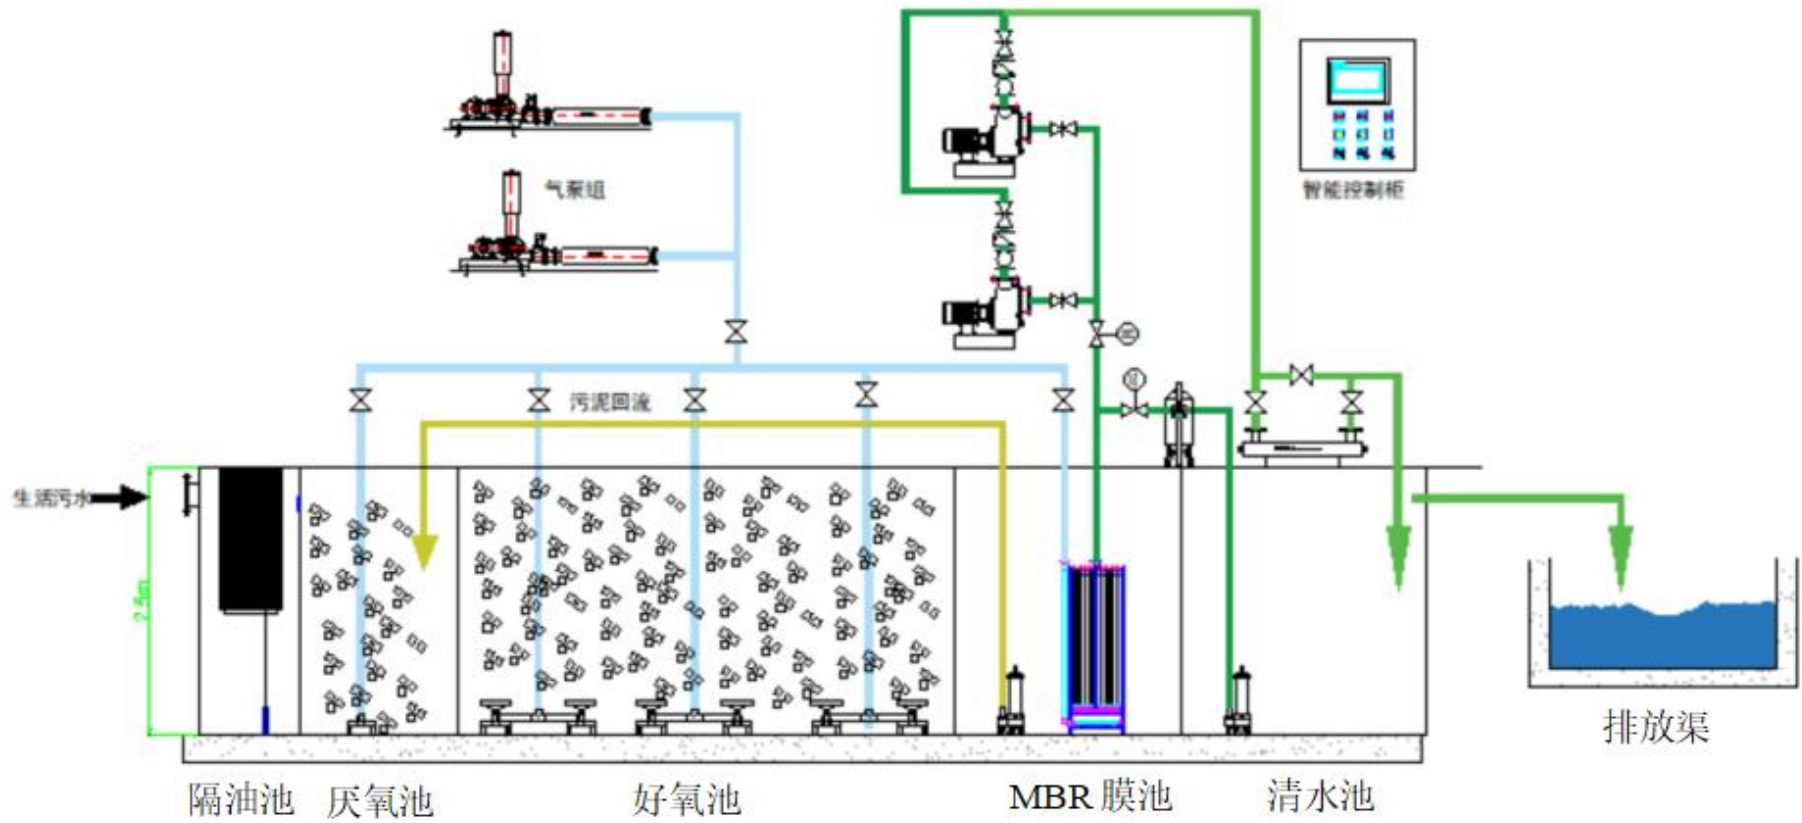 气泵组
智能控制柜
污泥回流
生活污水
2.5m
排放渠
隔油池
厌氧池
好氧池
MBR 膜池
清水池